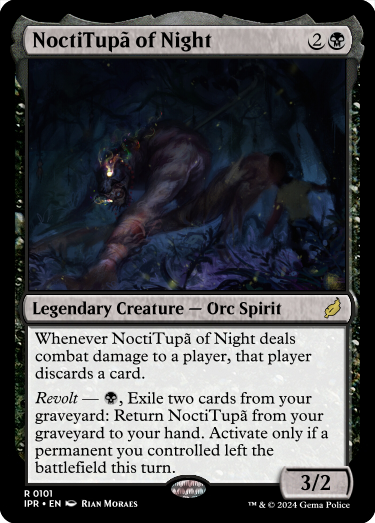 NoctiTupã of Night 2
Legendary Creature — Orc Spirit
Whenever NoctiTupã of Night deals
combat damage to a player, that player
discards a card.
Revolt — , Exile two cards from your
graveyard: Return NoctiTupã from your
graveyard to your hand. Activate only if a
permanent you controlled left the
battlefield this turn.
3/2
R 0101
IPR • EN Rian Moraes
™ & © 2024 Gema Police